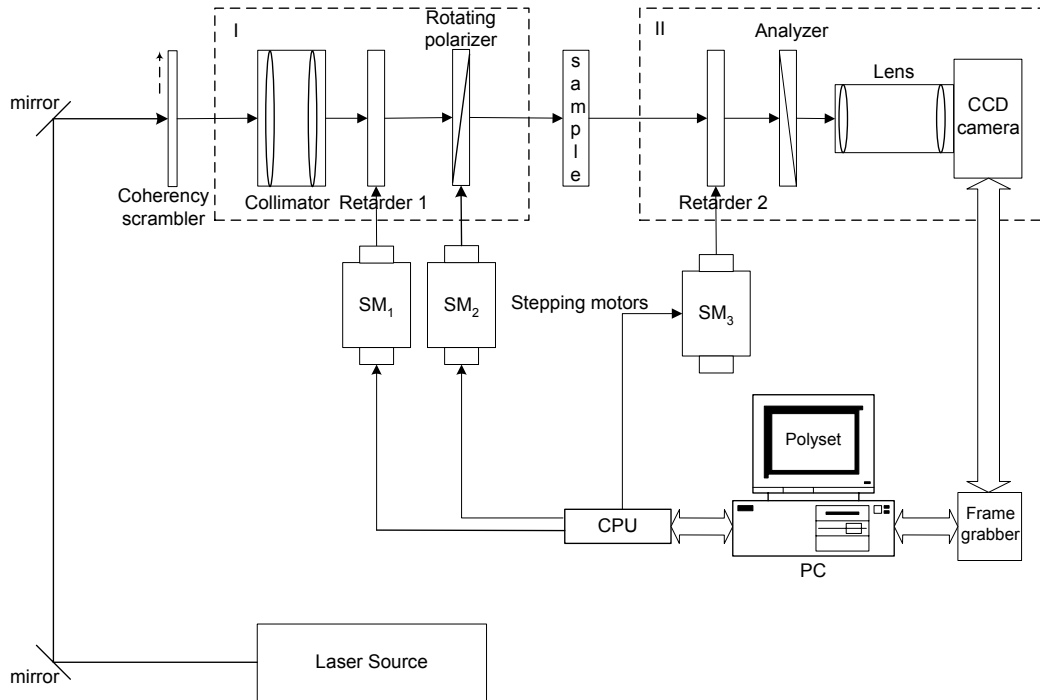 I
Rotating
polarizer
II
Analyzer
Lens
mirror
sample
CCD
camera
Coherency
scrambler
Collimator
Retarder 1
Retarder 2
SM1
SM2
Stepping motors
SM3
Polyset
CPU
Frame
grabber
PC
Laser Source
mirror